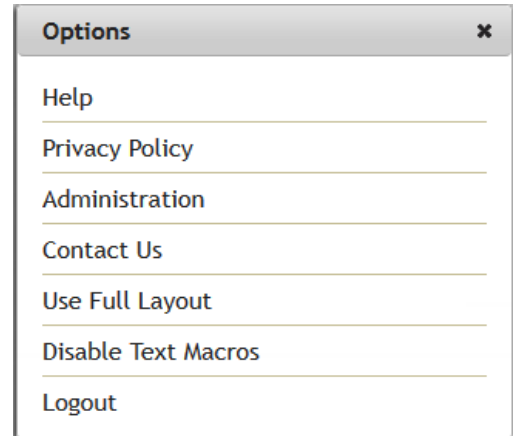 Options
Help
Privacy Policy
Administration
Contact Us
Use Full Layout
Disable Text Macros
Logout